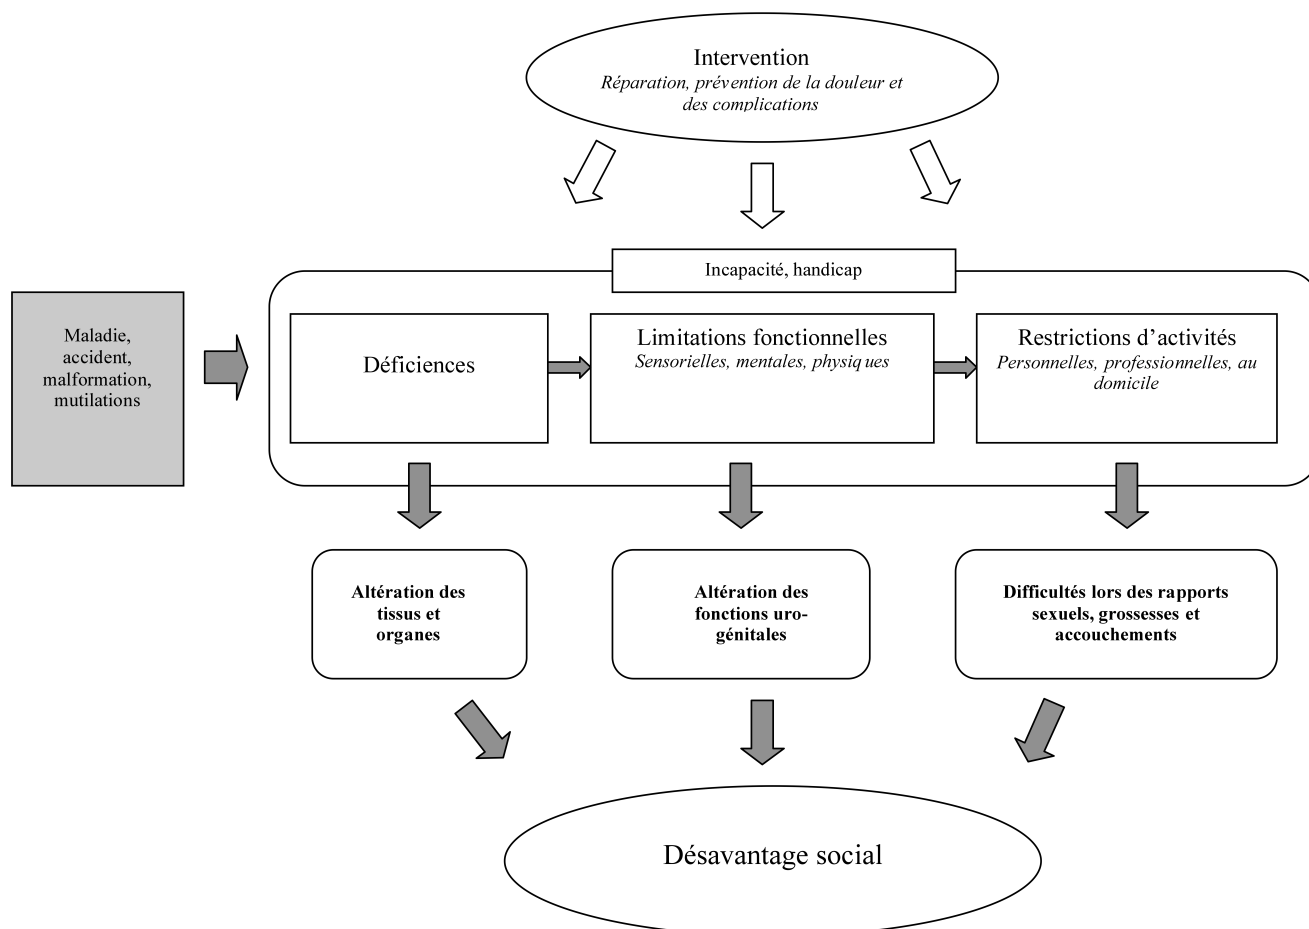 Intervention
Réparation, prévention de la douleur et
des complications
Incapacité, handicap
Maladie,
accident,
malformation,
mutilations
Déficiences
Limitations fonctionnelles
Sensorielles, mentales, physiques
Restrictions d’activités
Personnelles, professionnelles, au
domicile
Altération des
tissus et
organes
Altération des
fonctions uro-
génitales
Difficultés lors des rapports
sexuels, grossesses et
accouchements
Désavantage social